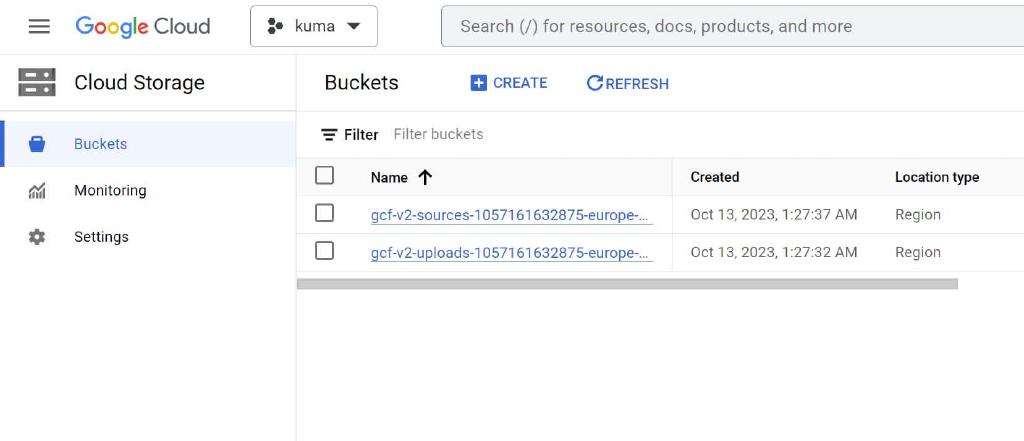 Google Cloud
kuma
Search (/) for resources, docs, products, and more
Cloud Storage
Buckets
Monitoring
Settings
Buckets
CREATE
REFRESH
Filter Filter buckets
Name Created Location type
gcf-v2-sources-1057161632875-europe-... Oct 13, 2023, 1:27:37 AM Region
gcf-v2-uploads-1057161632875-europe-... Oct 13, 2023, 1:27:32 AM Region